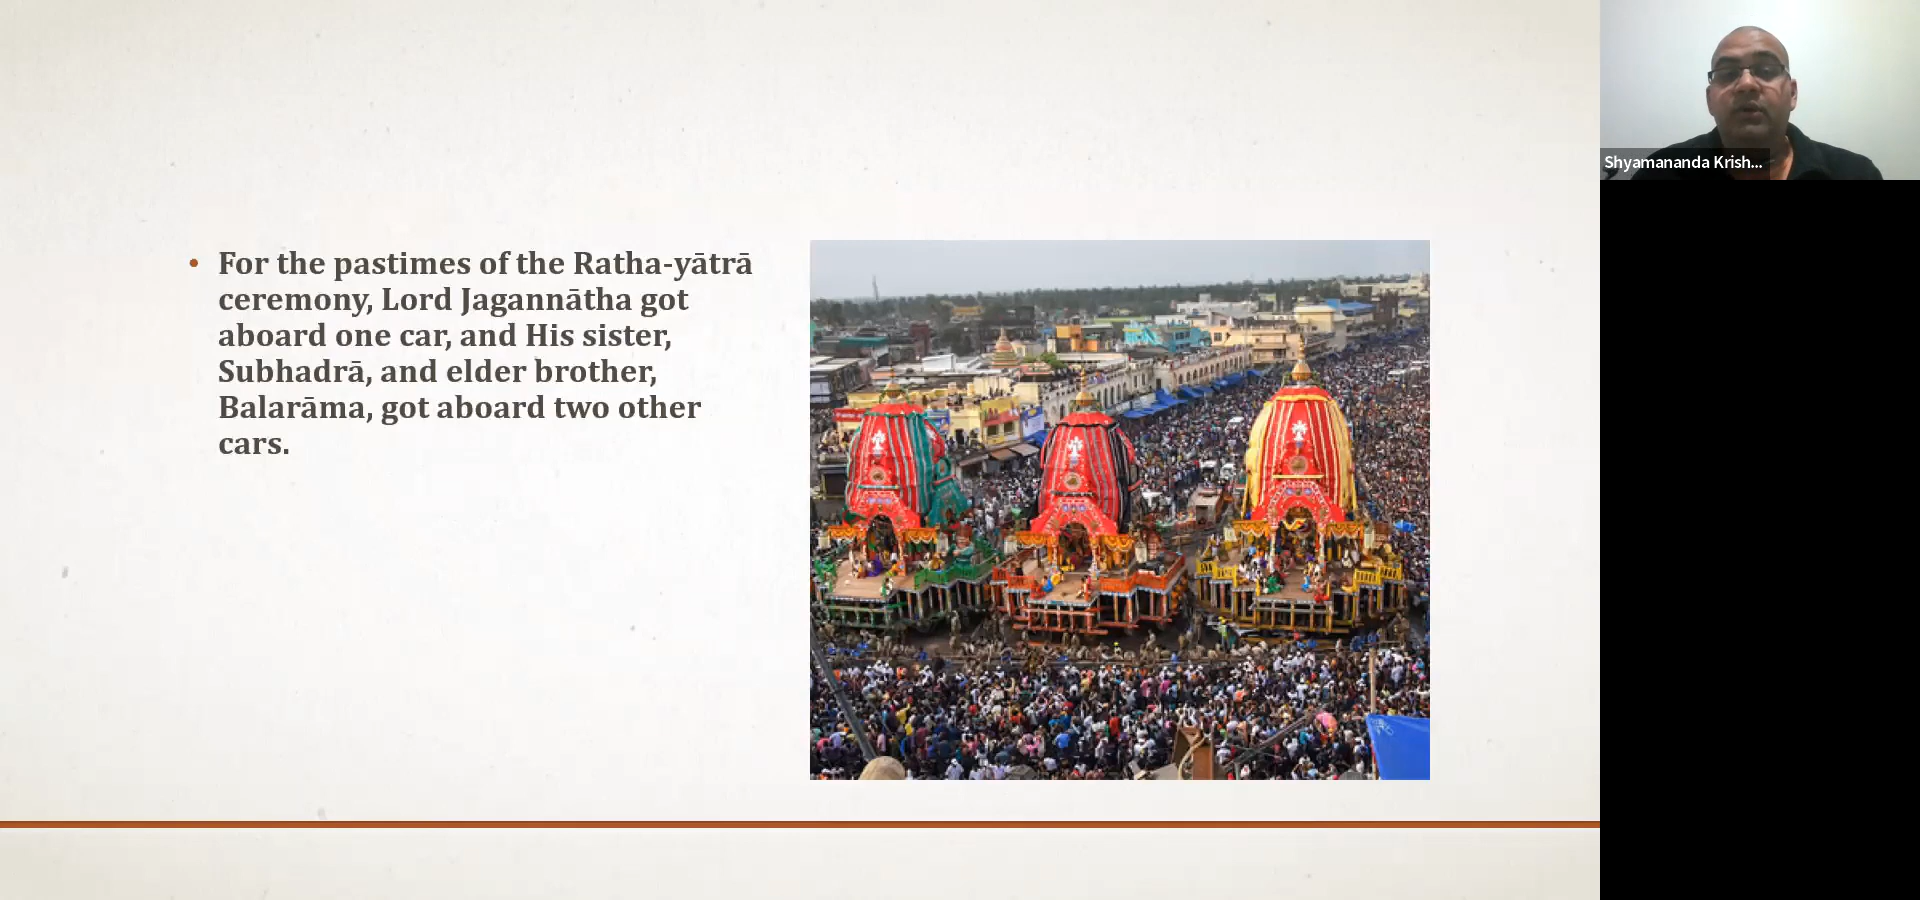 • For the pastimes of the Ratha-yātrā
ceremony, Lord Jagannātha got
aboard one car, and His sister,
Subhadrā, and elder brother,
Balarāma, got aboard two other
cars.
Shyamananda Krish...